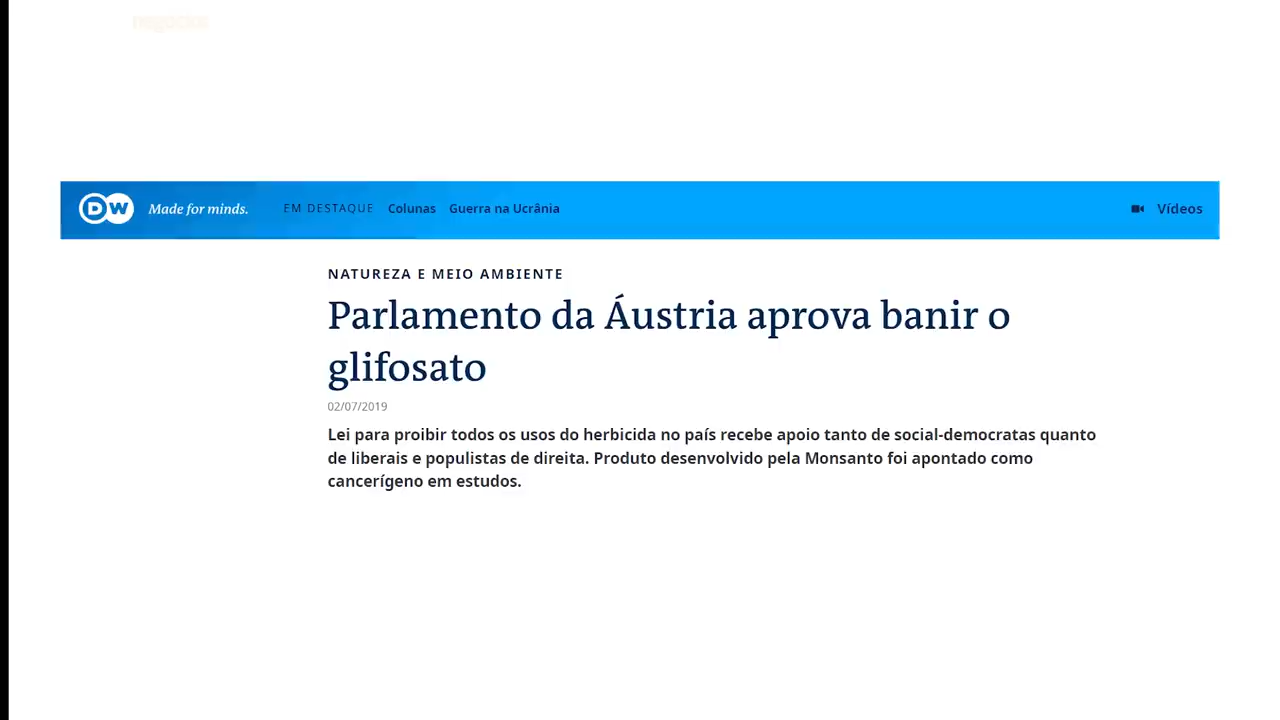 DW Made for minds. EM DESTAQUE Colunas Guerra na Ucrânia Vídeos
NATUREZA E MEIO AMBIENTE
Parlamento da Áustria aprova banir o
glifosato
02/07/2019
Lei para proibir todos os usos do herbicida no país recebe apoio tanto de social-democratas quanto
de liberais e populistas de direita. Produto desenvolvido pela Monsanto foi apontado como
cancerígeno em estudos.